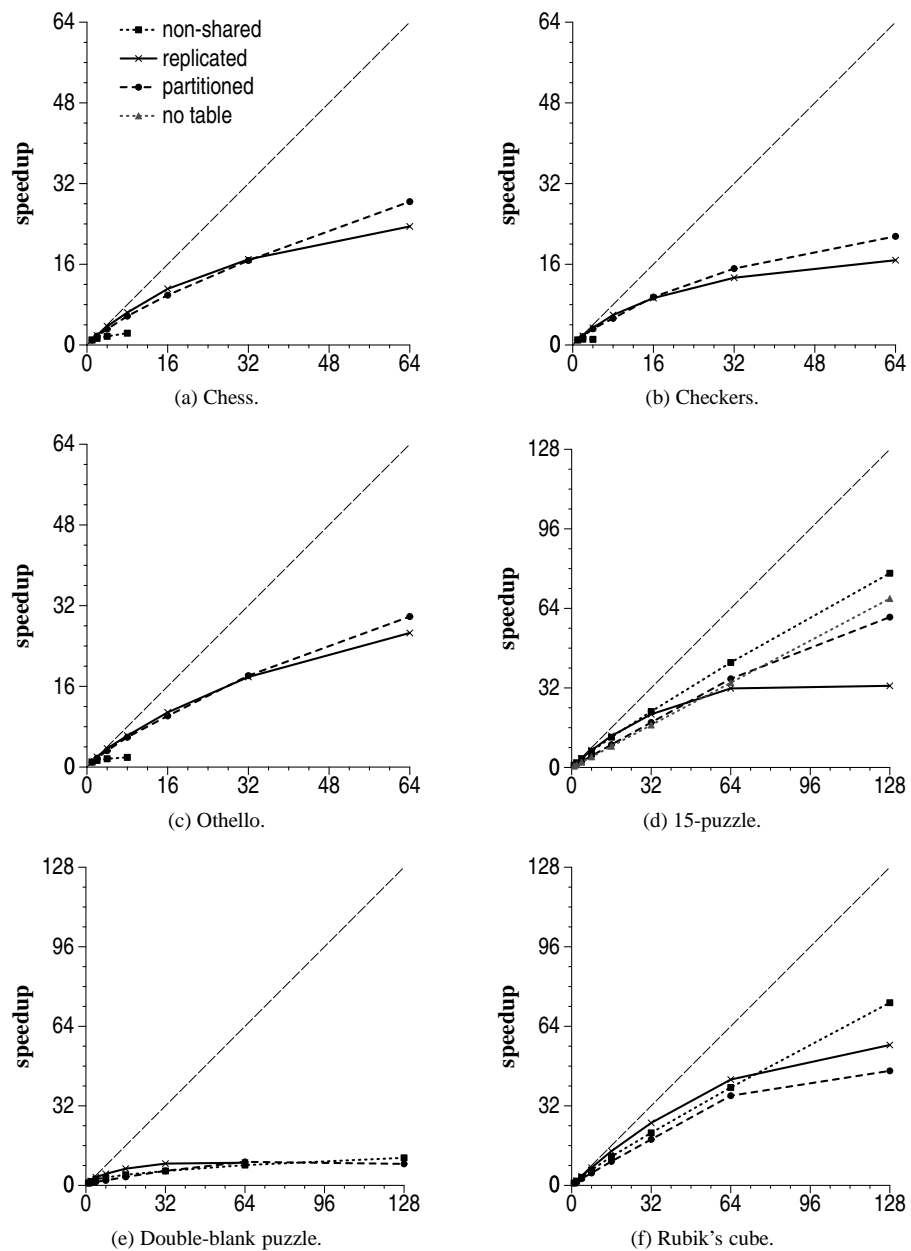 64
48
32
16
0
speedup
non-shared
replicated
partitioned
no table
0 16 32 48 64
(a) Chess.
64
48
32
16
0
speedup
0 16 32 48 64
(b) Checkers.
64
48
32
16
0
speedup
0 16 32 48 64
(c) Othello.
128
96
64
32
0
speedup
0 32 64 96 128
(d) 15-puzzle.
128
96
64
32
0
speedup
0 32 64 96 128
(e) Double-blank puzzle.
128
96
64
32
0
speedup
0 32 64 96 128
(f) Rubik's cube.